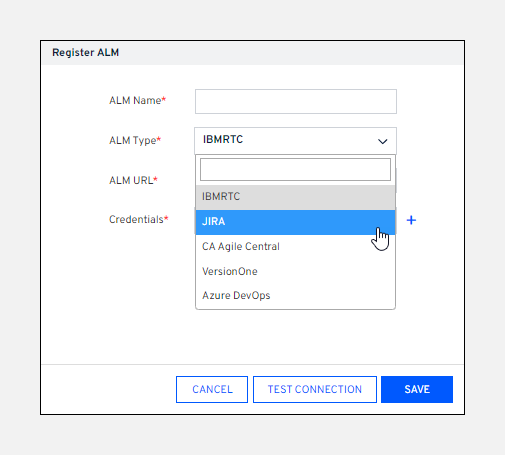 Register ALM
ALM Name*
ALM Type*
IBMRTC
ALM URL*
IBMRTC
Credentials*
JIRA
+
CA Agile Central
VersionOne
Azure DevOps
CANCEL
TEST CONNECTION
SAVE